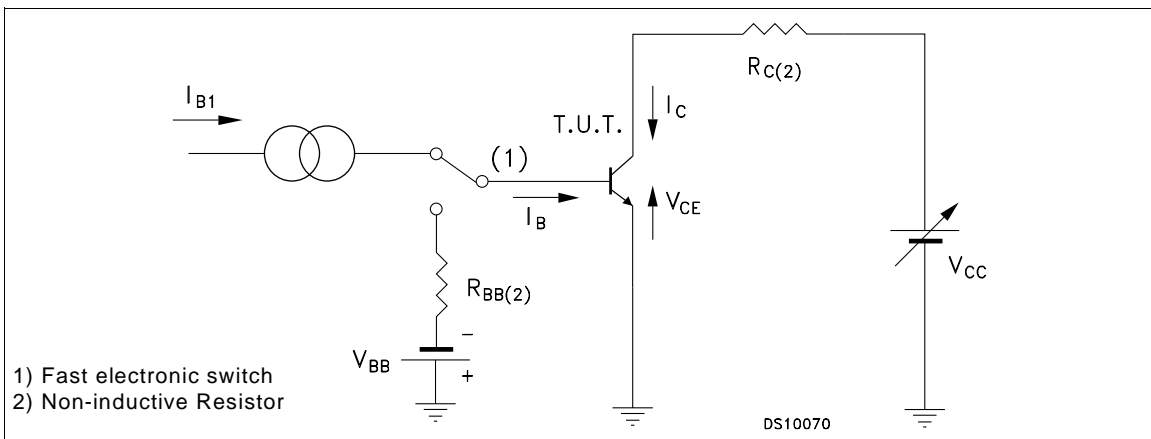 I_B1
R_C(2)
I_C
T.U.T.
(1)
I_B
V_CE
V_CC
R_BB(2)
V_BB
-
+
1) Fast electronic switch
2) Non-inductive Resistor
DS10070